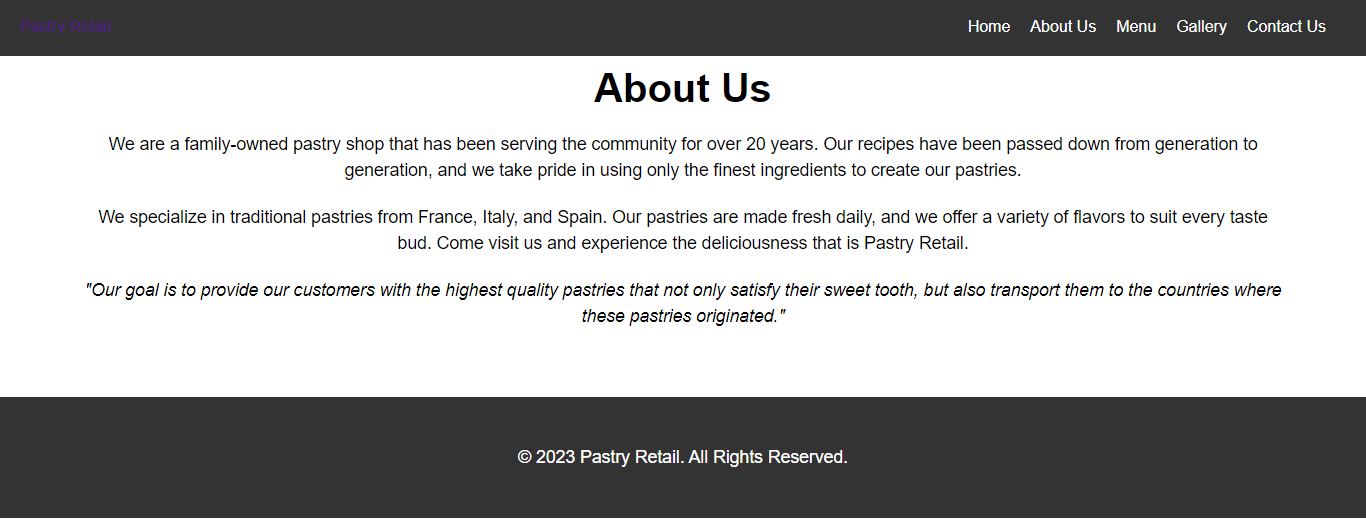 Pastry Retail
Home About Us Menu Gallery Contact Us
About Us
We are a family-owned pastry shop that has been serving the community for over 20 years. Our recipes have been passed down from generation to
generation, and we take pride in using only the finest ingredients to create our pastries.
We specialize in traditional pastries from France, Italy, and Spain. Our pastries are made fresh daily, and we offer a variety of flavors to suit every taste
bud. Come visit us and experience the deliciousness that is Pastry Retail.
"Our goal is to provide our customers with the highest quality pastries that not only satisfy their sweet tooth, but also transport them to the countries where
these pastries originated."
© 2023 Pastry Retail. All Rights Reserved.